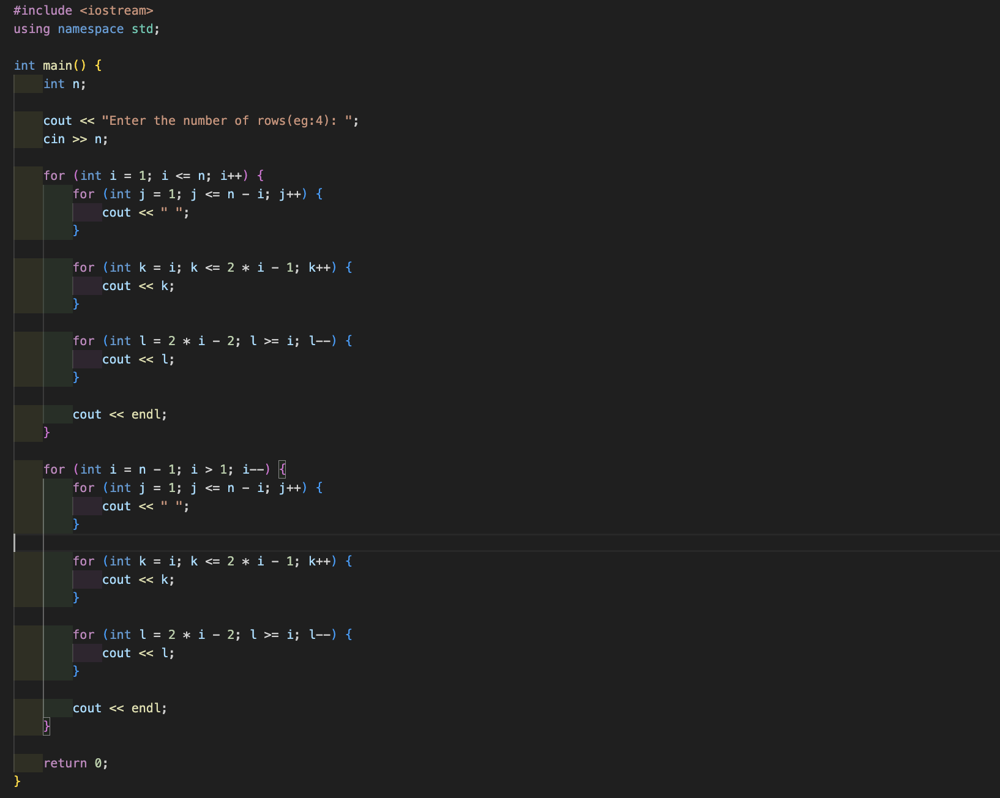 #include <iostream>
using namespace std;
int main() {
int n;
cout << "Enter the number of rows(eg:4): ";
cin >> n;
for (int i = 1; i <= n; i++) {
for (int j = 1; j <= n - i; j++) {
cout << " ";
}
for (int k = i; k <= 2 * i - 1; k++) {
cout << k;
}
for (int l = 2 * i - 2; l >= i; l--) {
cout << l;
}
cout << endl;
}
for (int i = n - 1; i > 1; i--) {
for (int j = 1; j <= n - i; j++) {
cout << " ";
}
for (int k = i; k <= 2 * i - 1; k++) {
cout << k;
}
for (int l = 2 * i - 2; l >= i; l--) {
cout << l;
}
cout << endl;
}
return 0;
}